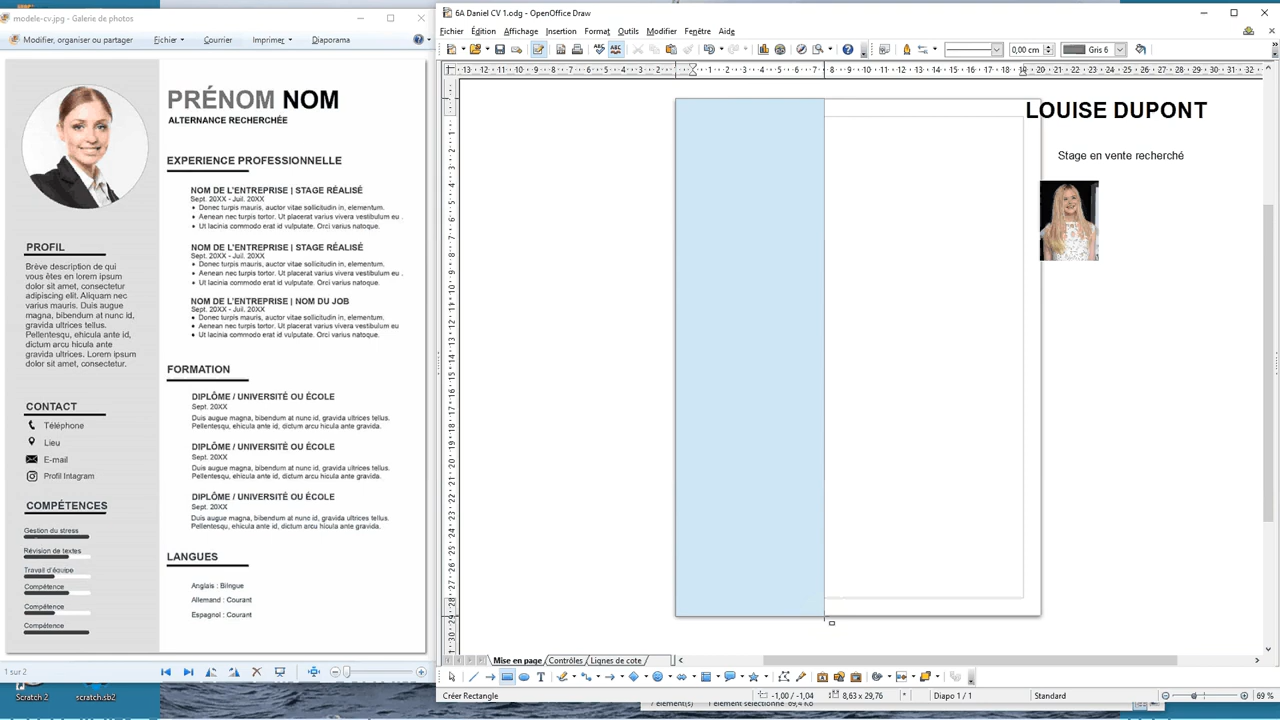 modele-cv.jpg - Galerie de photos
Modifier, organiser ou partager
Fichier
Courrier
Imprimer
Diaporama
PRÉNOM NOM
ALTERNANCE RECHERCHÉE
EXPERIENCE PROFESSIONNELLE
NOM DE L'ENTREPRISE | STAGE RÉALISÉ
Sept. 20XX - Juil. 20XX
• Donec turpis mauris, auctor vitae sollicitudin in, elementum.
• Aenean nec turpis tortor. Ut placerat varius vivera vestibulum eu .
• Ut lacinia commodo erat id vulputate. Orci varius natoque.
NOM DE L'ENTREPRISE | STAGE RÉALISÉ
Sept. 20XX - Juil. 20XX
• Donec turpis mauris, auctor vitae sollicitudin in, elementum.
• Aenean nec turpis tortor. Ut placerat varius vivera vestibulum eu .
• Ut lacinia commodo erat id vulputate. Orci varius natoque.
NOM DE L'ENTREPRISE | NOM DU JOB
Sept. 20XX - Juil. 20XX
• Donec turpis mauris, auctor vitae sollicitudin in, elementum.
• Aenean nec turpis tortor. Ut placerat varius vivera vestibulum eu
• Ut lacinia commodo erat id vulputate. Orci varius natoque.
FORMATION
DIPLÔME / UNIVERSITÉ OU ÉCOLE
Sept. 20XX
Duis augue magna, bibendum at nunc id, gravida ultrices tellus.
Pellentesqu, ehicula ante id, dictum arcu hicula ante gravida.
DIPLÔME / UNIVERSITÉ OU ÉCOLE
Sept. 20XX
Duis augue magna, bibendum at nunc id, gravida ultrices tellus.
Pellentesqu, ehicula ante id, dictum arcu hicula ante gravida.
DIPLÔME / UNIVERSITÉ OU ÉCOLE
Sept. 20XX
Duis augue magna, bibendum at nunc id, gravida ultrices tellus.
Pellentesqu, ehicula ante id, dictum arcu hicula ante gravida.
LANGUES
Anglais : Bilngue
Allemand : Courant
Espagnol : Courant
PROFIL
Brève description de qui
vous êtes en lorem ipsum
dolor sit amet, consectetur
adipiscing elit. Aliquam nec
varius mauris. Duis augue
magna, bibendum at nunc id,
gravida ultrices tellus.
Pellentesqu, ehicula ante id,
dictum arcu hicula ante
gravida ultrices. Lorem ipsum
dolor sit amet, consectetur.
CONTACT
Téléphone
Lieu
E-mail
Profil Intagram
COMPÉTENCES
Gestion du stress
Révision de textes
Travail d'équipe
Compétence
Compétence
Compétence
1 sur 2
Scratch 2
scratch.sb2
6A Daniel CV 1.odg - OpenOffice Draw
Fichier Édition Affichage Insertion Format Outils Modifier Fenêtre Aide
0,00 cm
Gris 6
LOUISE DUPONT
Stage en vente recherché
Mise en page Contrôles Lignes de cote
Créer Rectangle
-1,00 / -1,04
8,63 x 29,76
*
Diapo 1 / 1
Standard
69 %